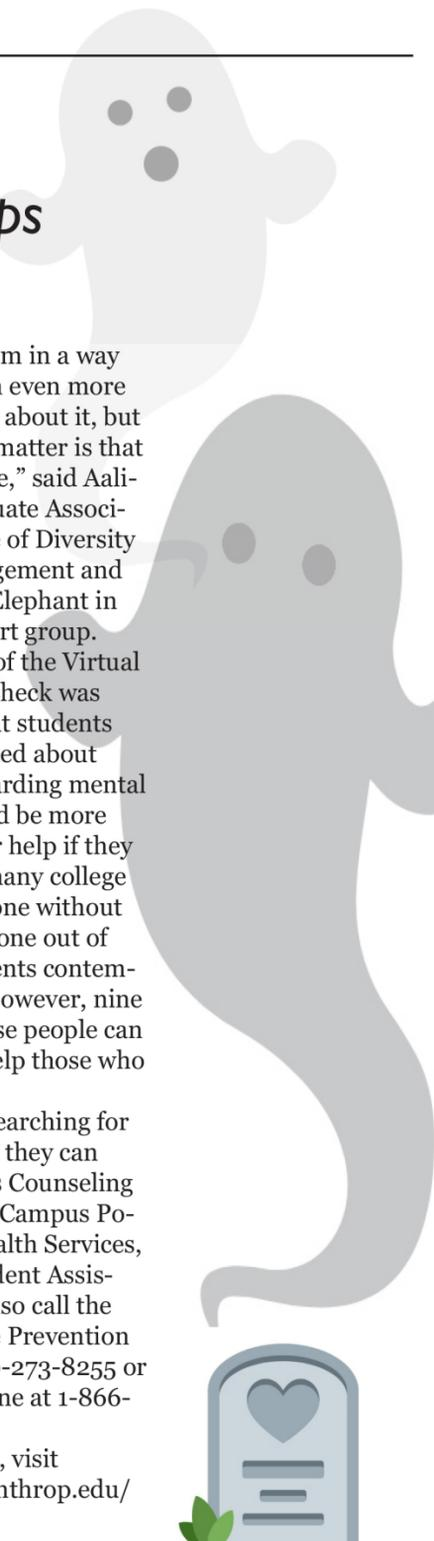 ps
m in a way
even more
about it, but
matter is that
e,” said Aali-
uate Associ-
e of Diversity
gement and
Elephant in
rt group.
of the Virtual
heck was
t students
ed about
arding mental
d be more
r help if they
many college
one without
one out of
ents contem-
owever, nine
se people can
elp those who
earching for
they can
s Counseling
Campus Po-
alth Services,
dent Assis-
so call the
e Prevention
-273-8255 or
ne at 1-866-
, visit
nthrop.edu/